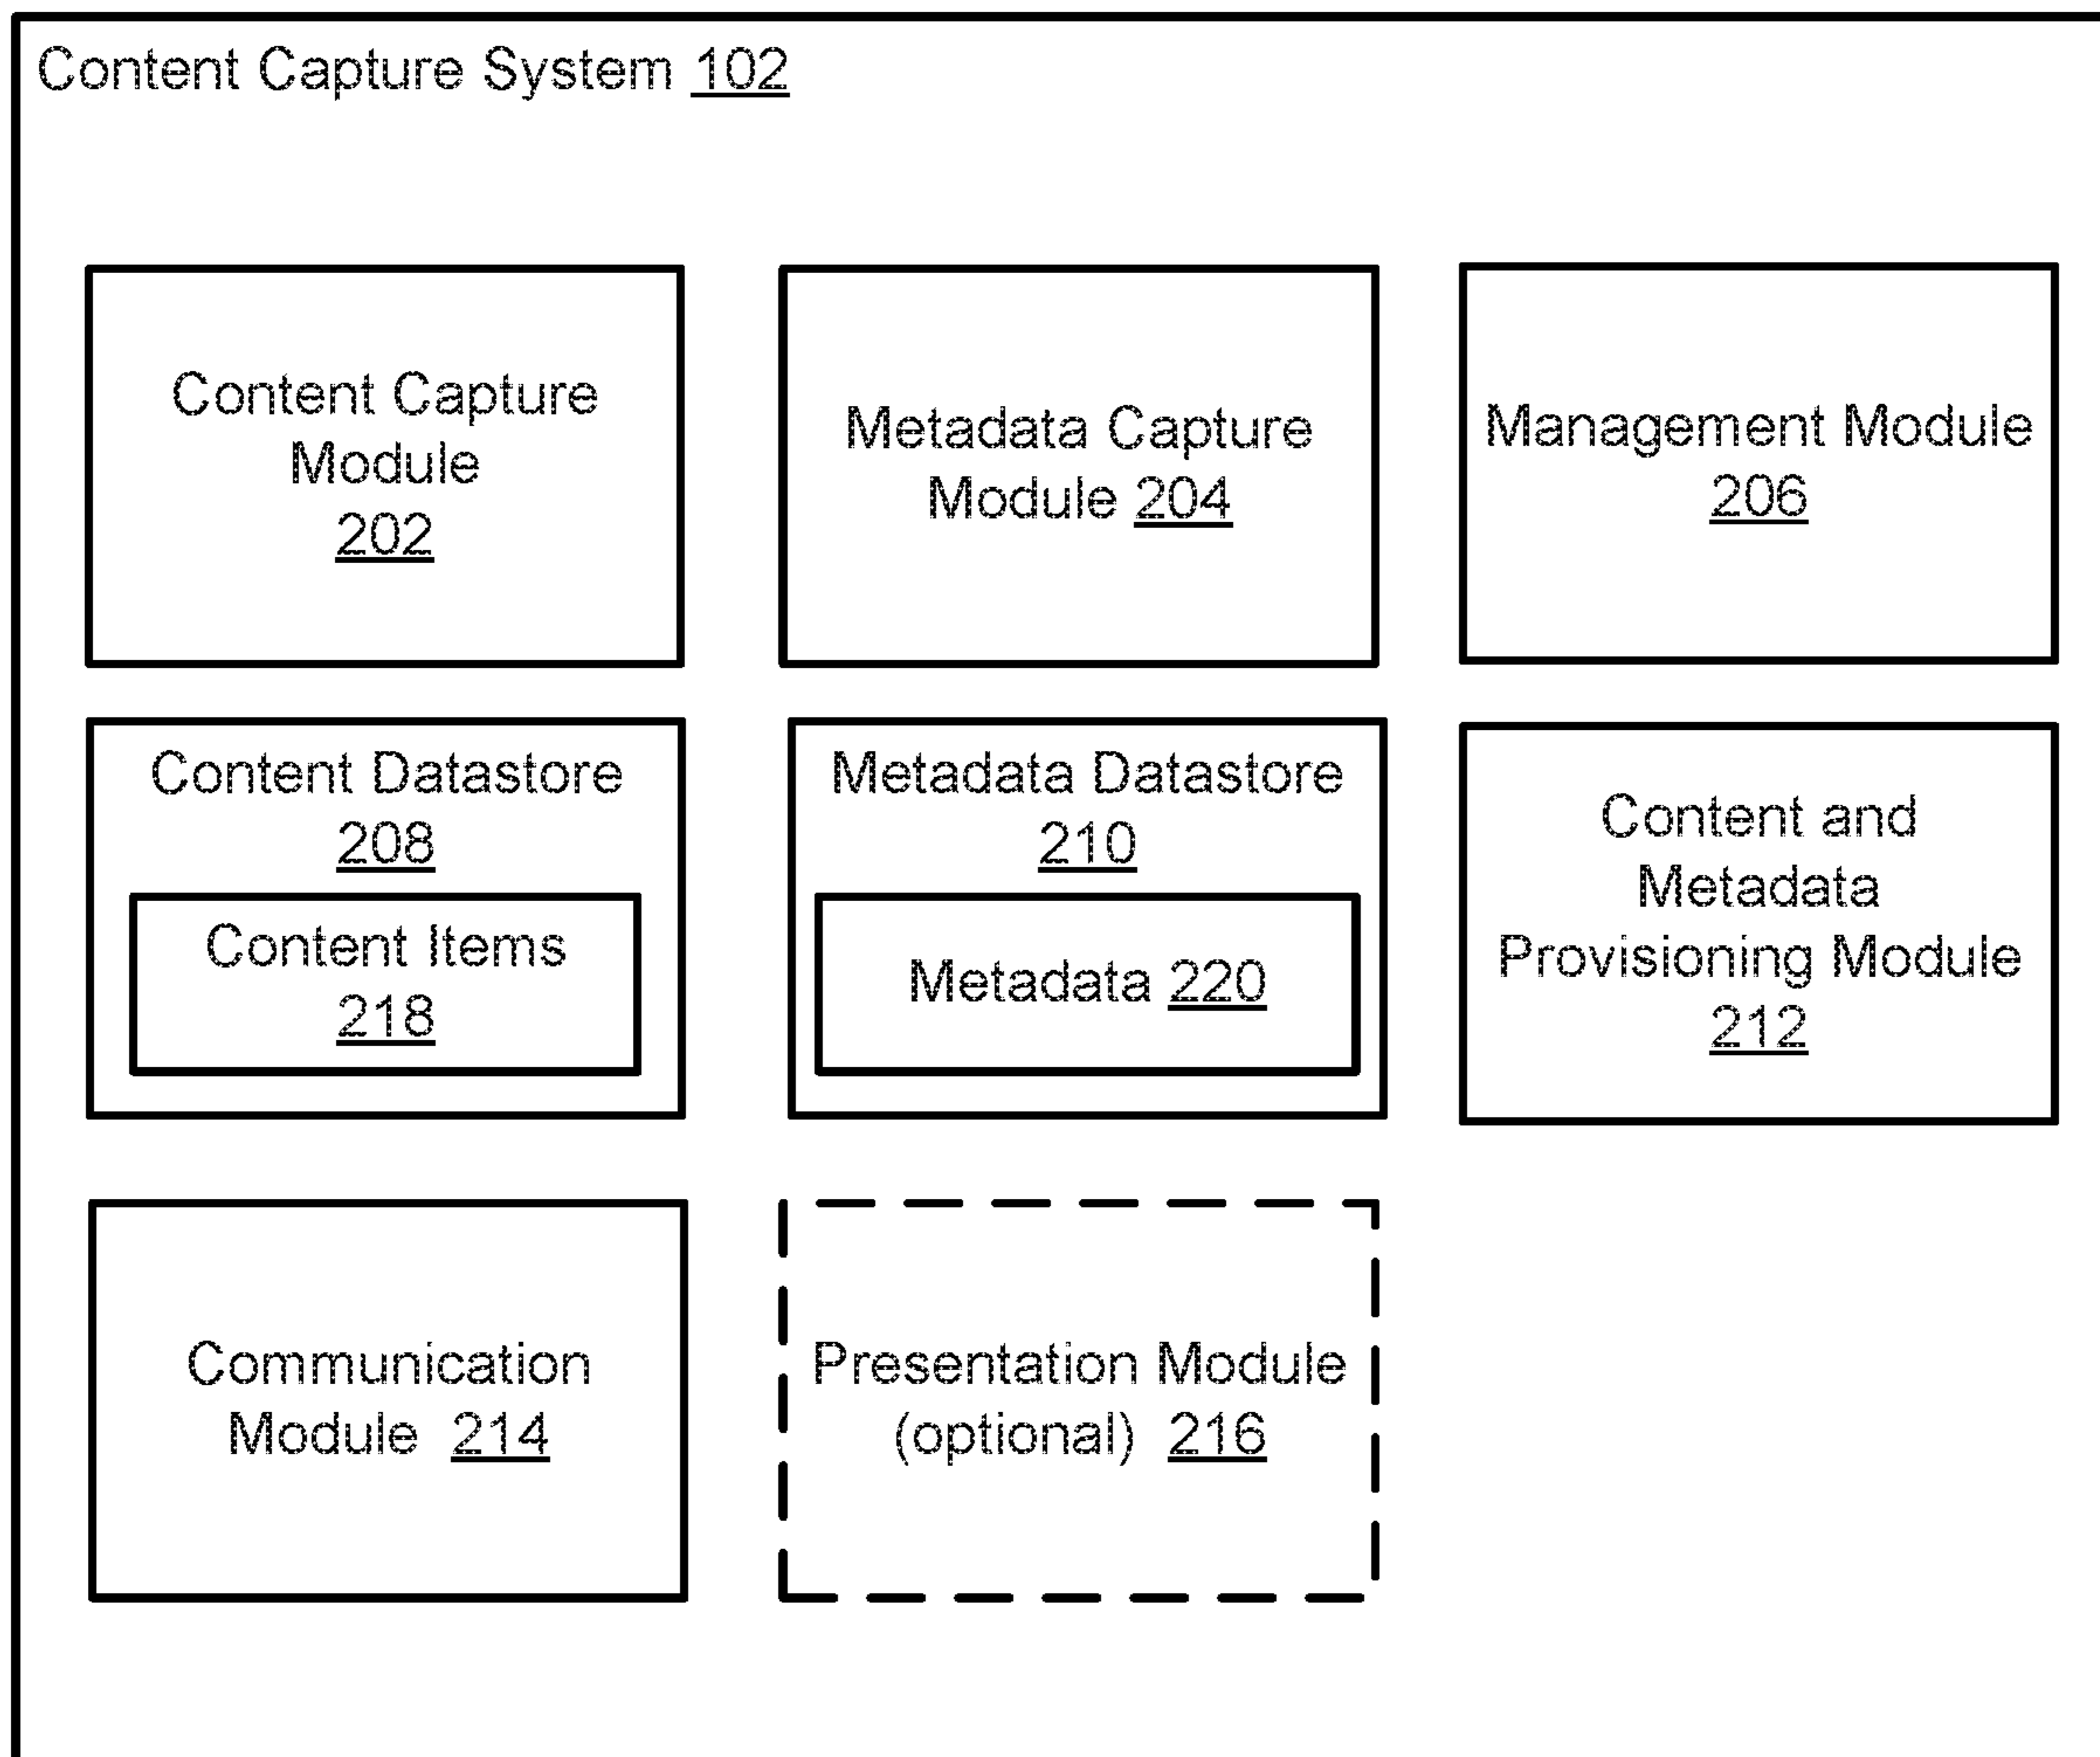 Content Capture System 102
Content Capture
Module
202
Metadata Capture
Module 204
Management Module
206
Content Datastore
208
Content Items
218
Metadata Datastore
210
Metadata 220
Content and
Metadata
Provisioning Module
212
Communication
Module 214
Presentation Module
(optional) 216